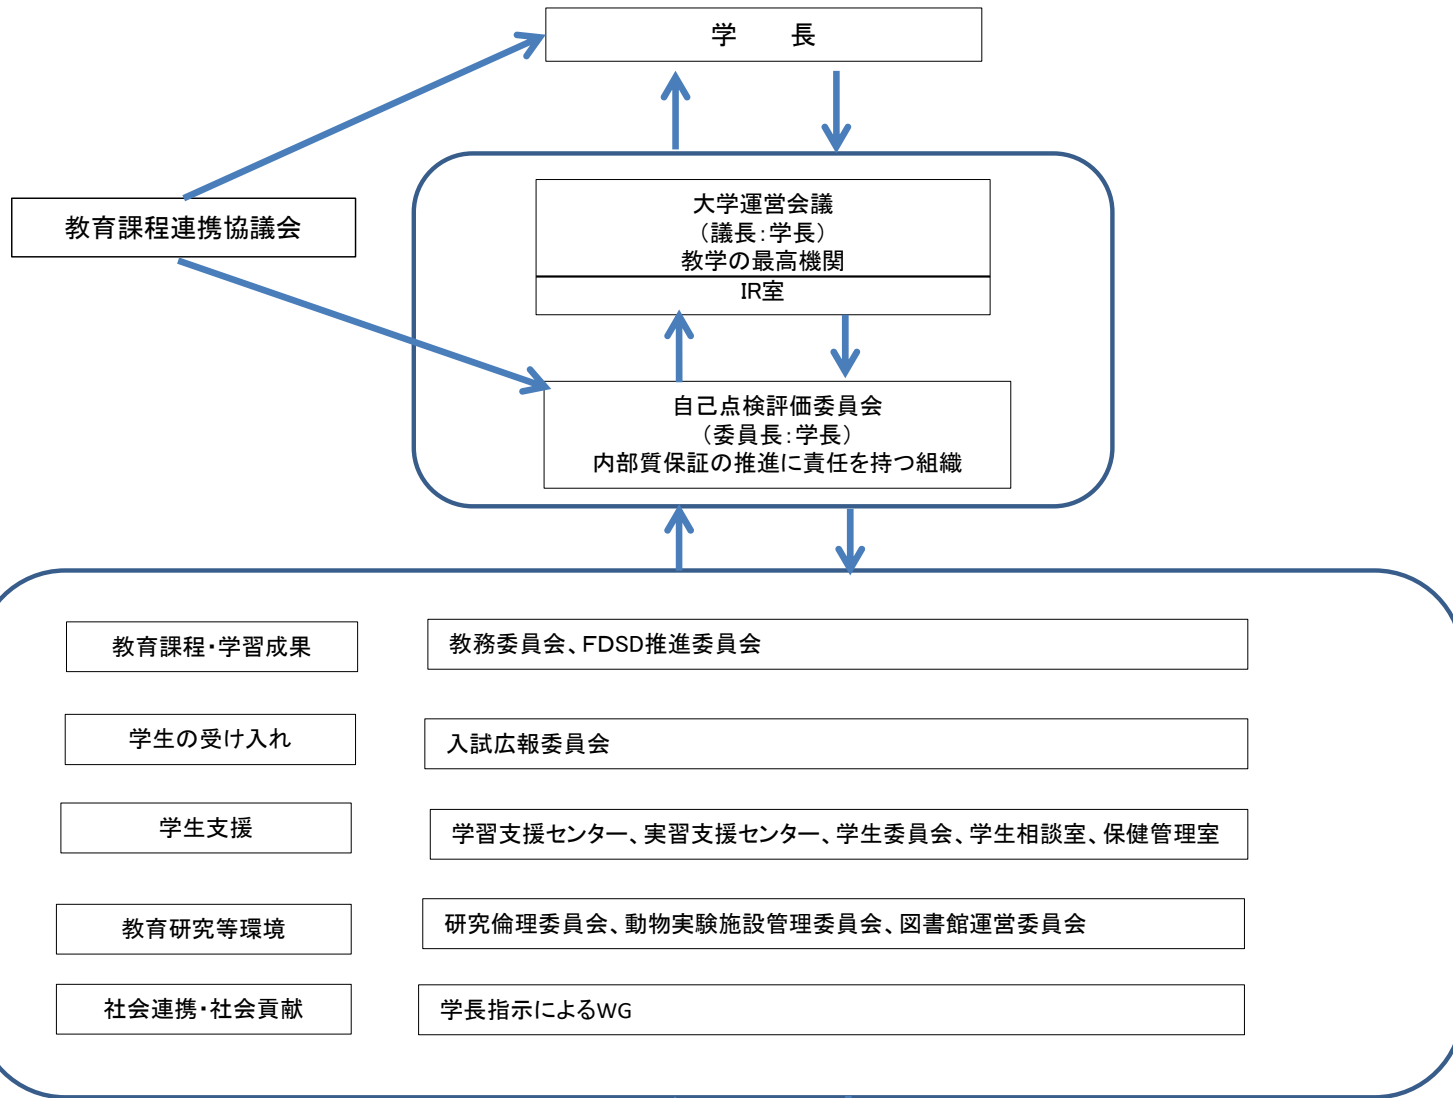 学　　長
教育課程連携協議会
大学運営会議
（議長：学長）
教学の最高機関
IR室
自己点検評価委員会
（委員長：学長）
内部質保証の推進に責任を持つ組織
教育課程・学習成果
教務委員会、FDSD推進委員会
学生の受け入れ
入試広報委員会
学生支援
学習支援センター、実習支援センター、学生委員会、学生相談室、保健管理室
教育研究等環境
研究倫理委員会、動物実験施設管理委員会、図書館運営委員会
社会連携・社会貢献
学長指示によるWG